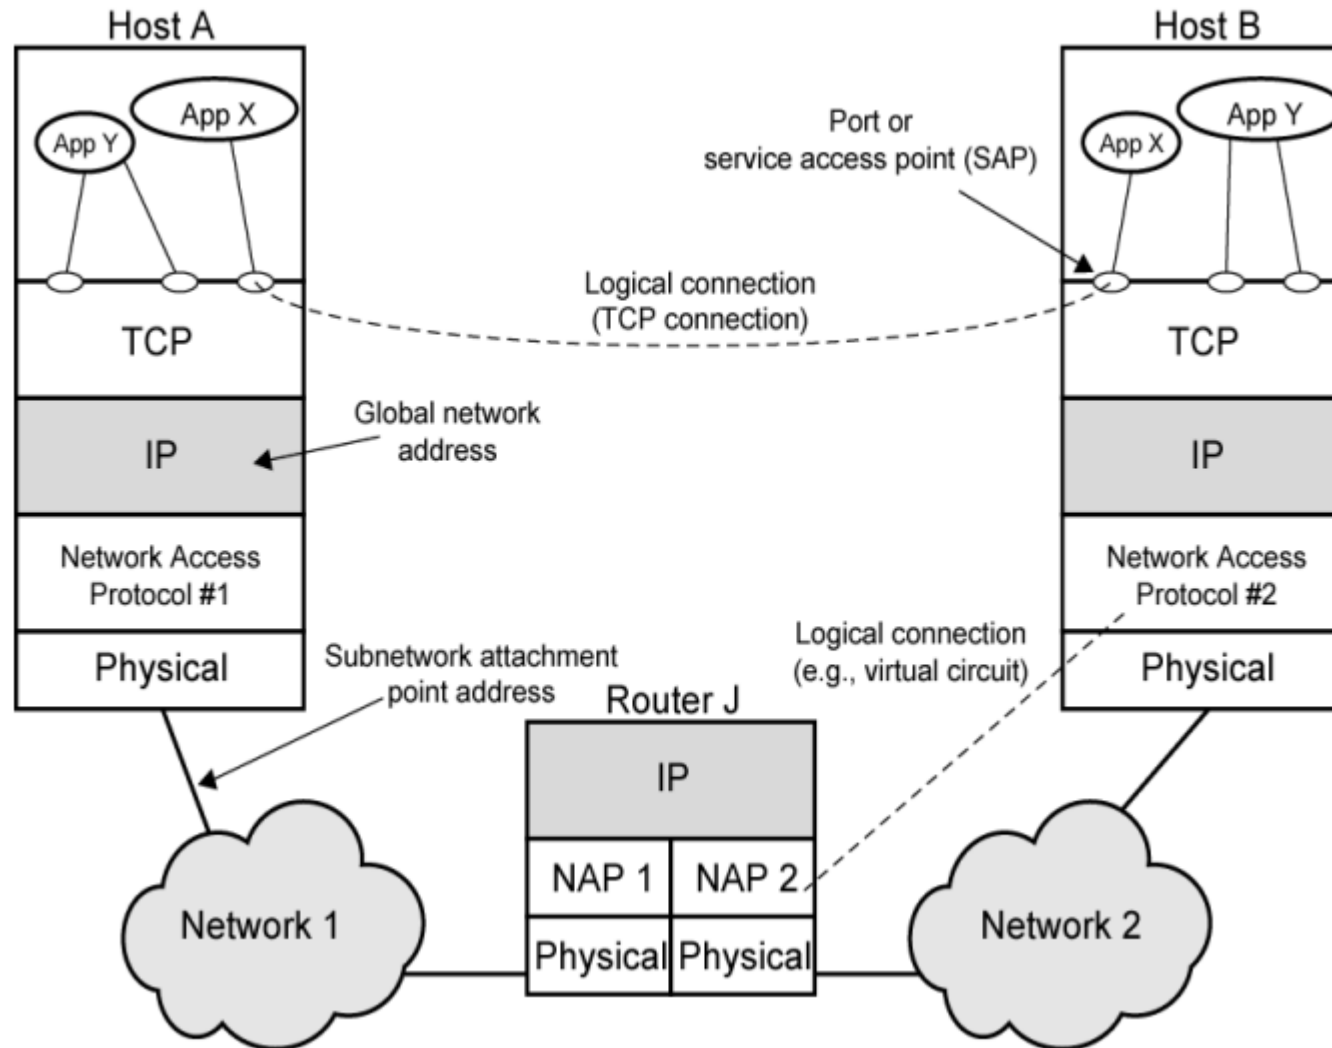 Host A
Host B
App X
App Y
Port or
service access point (SAP)
App X
App Y
Logical connection
(TCP connection)
TCP
TCP
Global network
address
IP
IP
Network Access
Protocol #1
Network Access
Protocol #2
Logical connection
(e.g., virtual circuit)
Physical
Subnetwork attachment
point address
Physical
Router J
IP
NAP 1
NAP 2
Network 1
Network 2
Physical
Physical